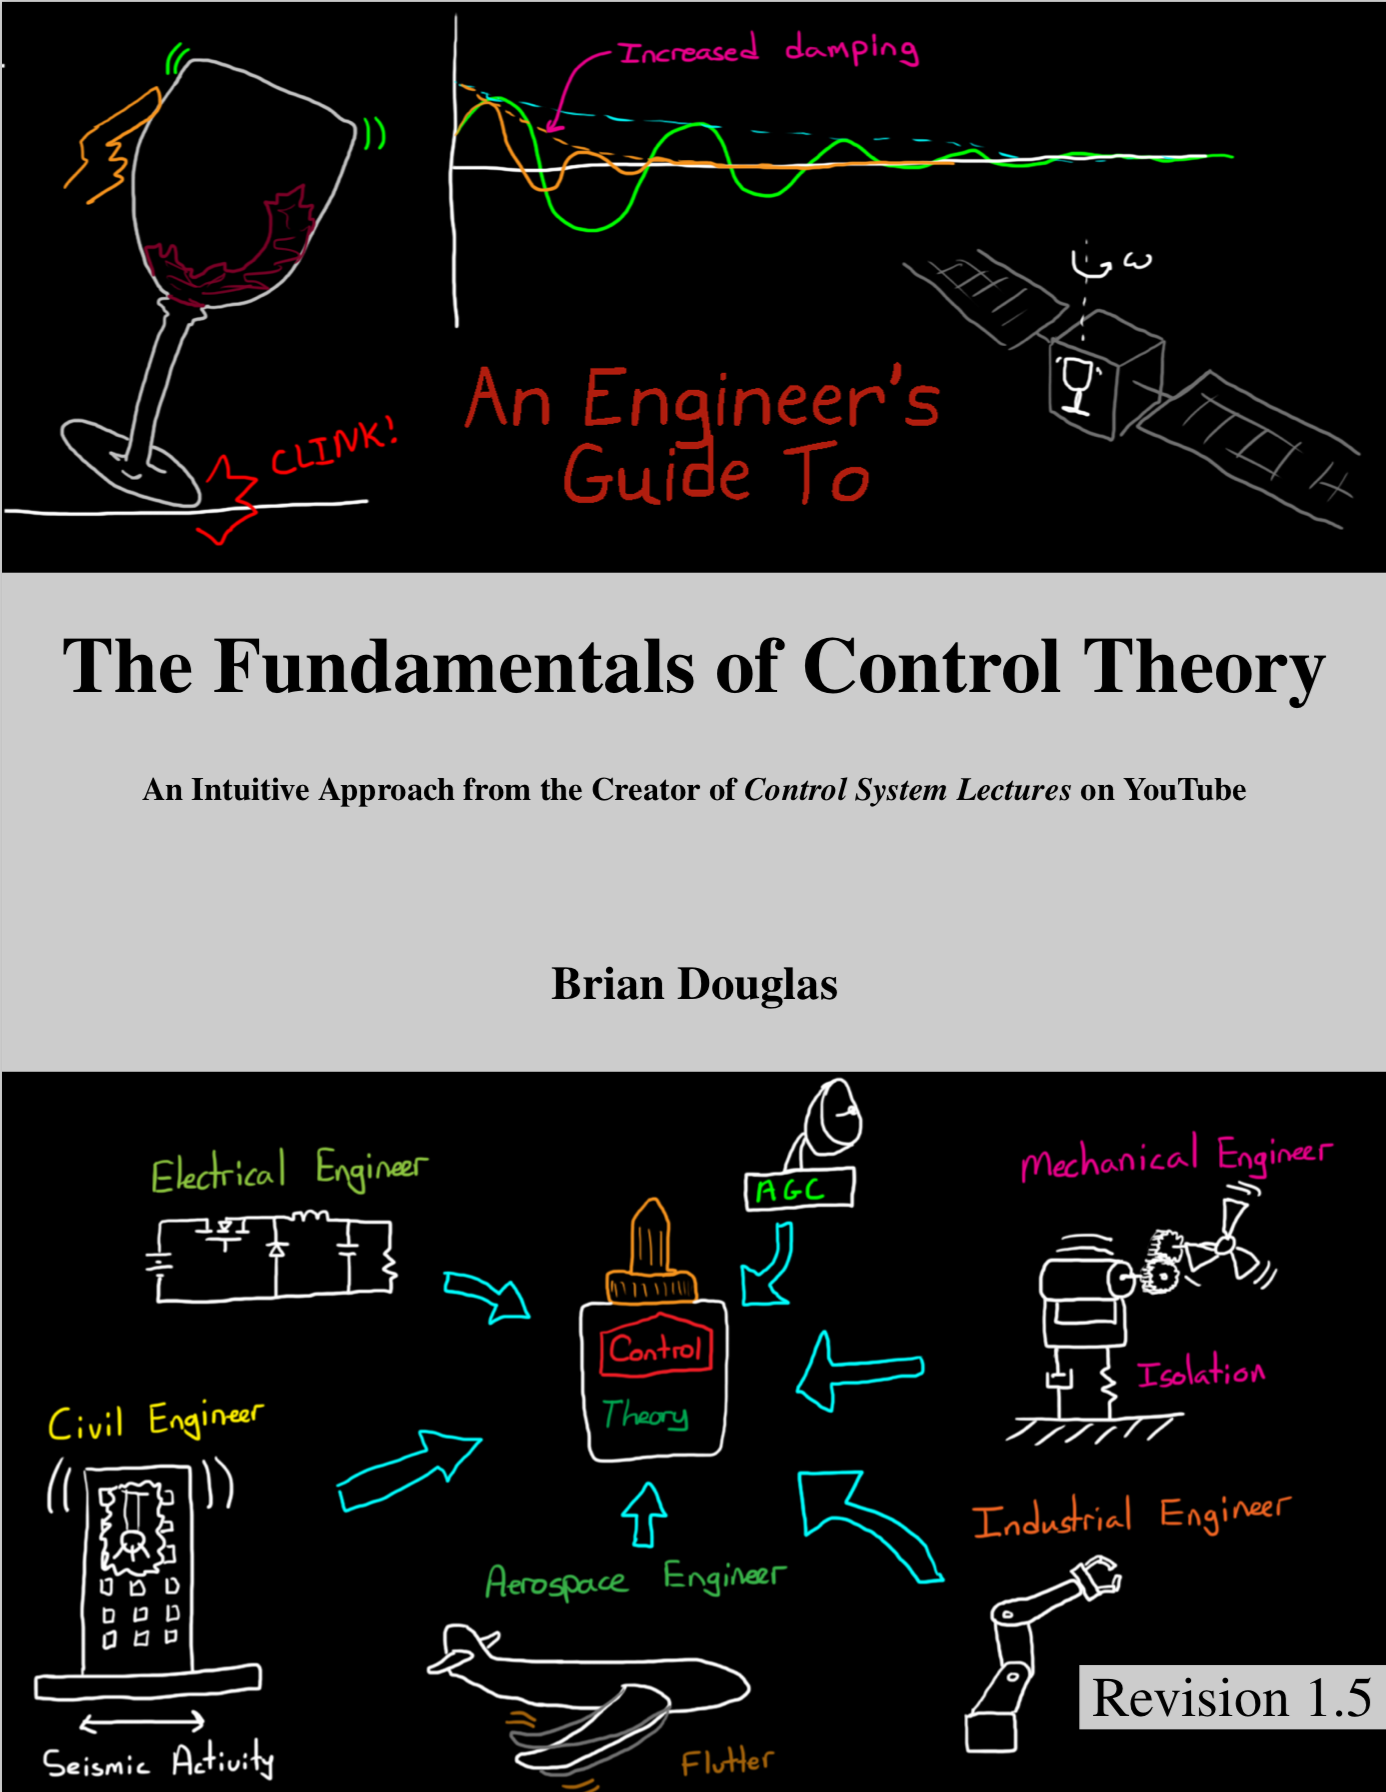 Increased damping
ω
CLINK!
An Engineer's
Guide To
The Fundamentals of Control Theory
An Intuitive Approach from the Creator of Control System Lectures on YouTube
Brian Douglas
Electrical Engineer
AGC
Mechanical Engineer
Control
Theory
Isolation
Civil Engineer
Industrial Engineer
Aerospace Engineer
Revision 1.5
Seismic Activity
Flutter